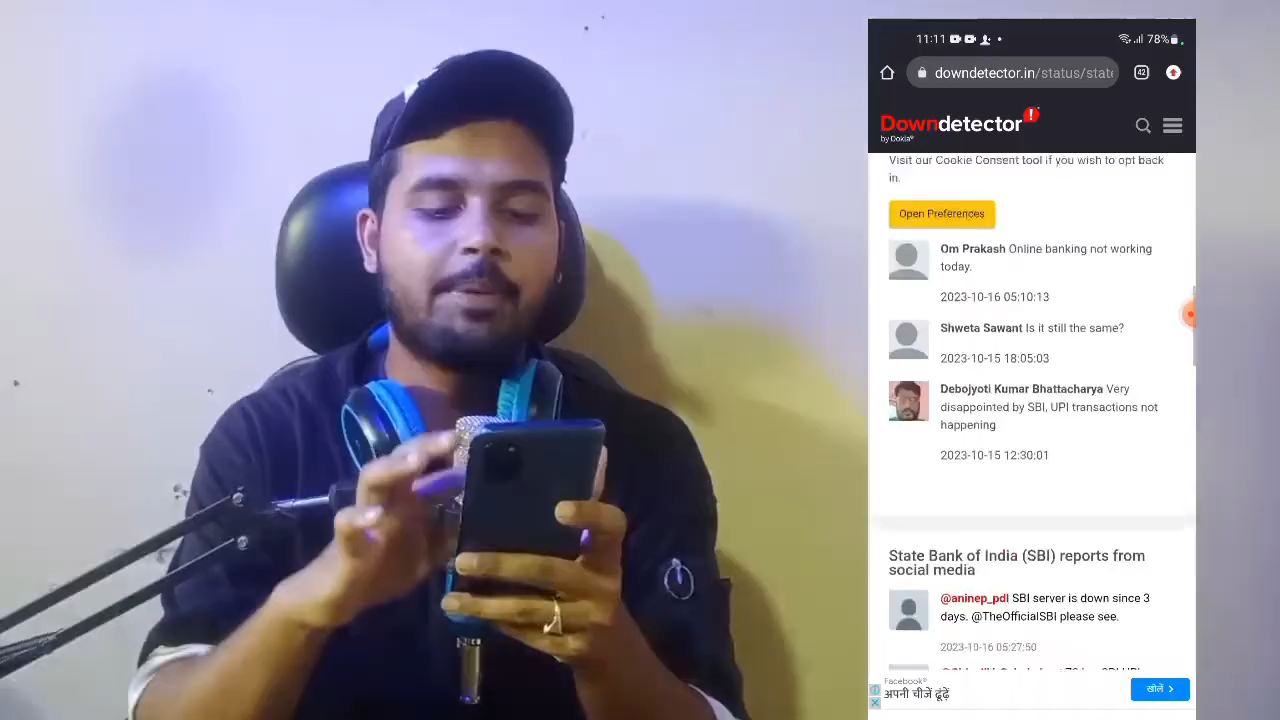 11:11
78%
downdetector.in/status/stat
42
Downdetector!
by Ookla®
Visit our Cookie Consent tool if you wish to opt back
in.
Open Preferences
Om Prakash Online banking not working
today.
2023-10-16 05:10:13
Shweta Sawant Is it still the same?
2023-10-15 18:05:03
Debojyoti Kumar Bhattacharya Very
disappointed by SBI, UPI transactions not
happening
2023-10-15 12:30:01
State Bank of India (SBI) reports from
social media
@aninep_pdl SBI server is down since 3
days. @TheOfficialSBI please see.
2023-10-16 05:27:50
Facebook®
अपनी चीजें ढूंढ़ें
खोलें